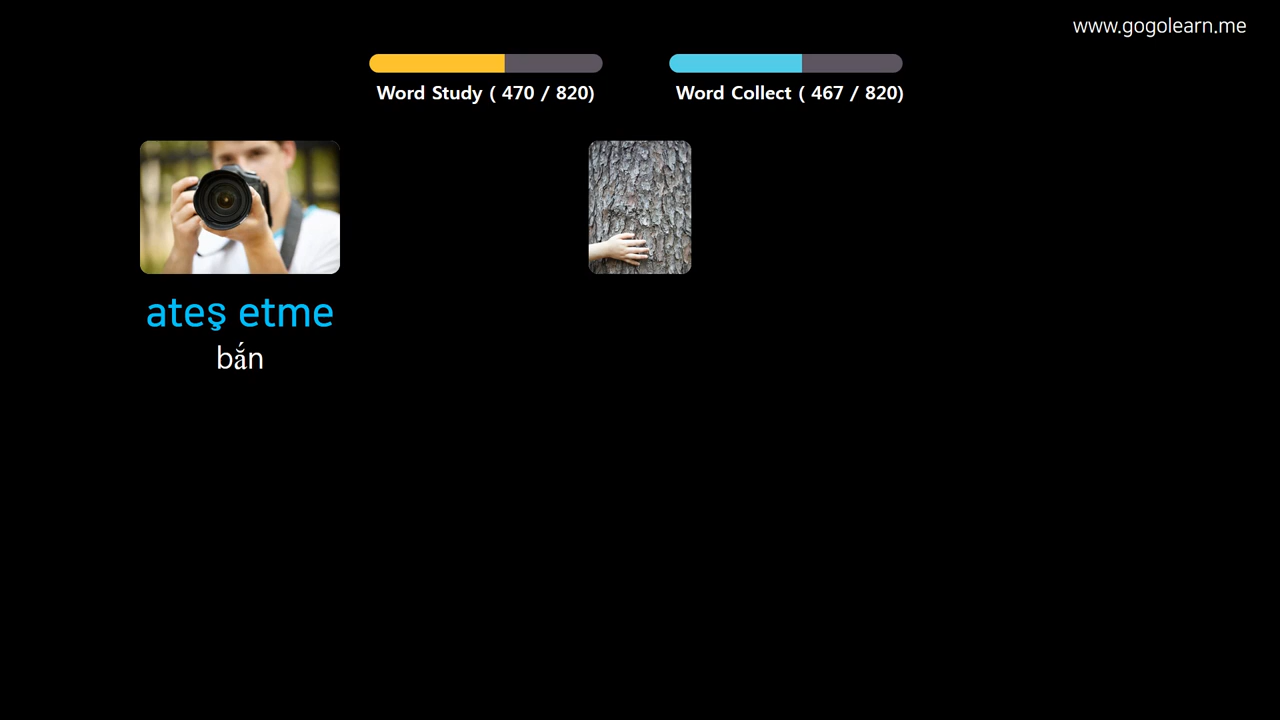 www.gogolearn.me
Word Study ( 470 / 820)
Word Collect ( 467 / 820)
ateş etme
bắn